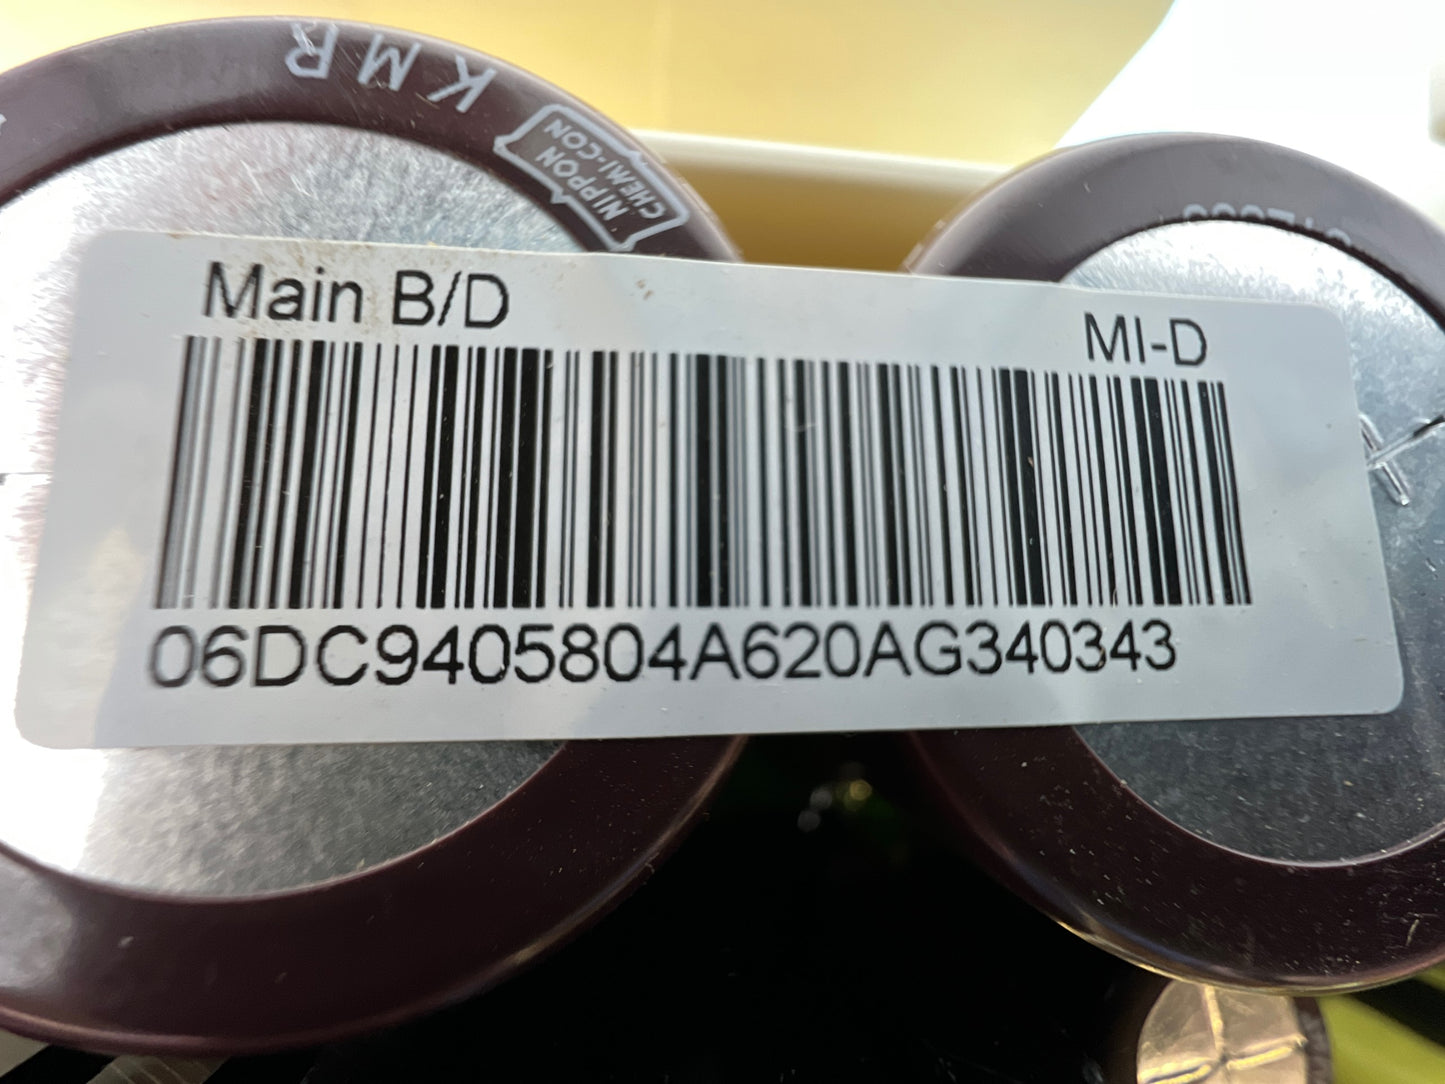 KMR
NIPPON
CHEMI-CON
Main B/D
MI-D
06DC9405804A620AG340343